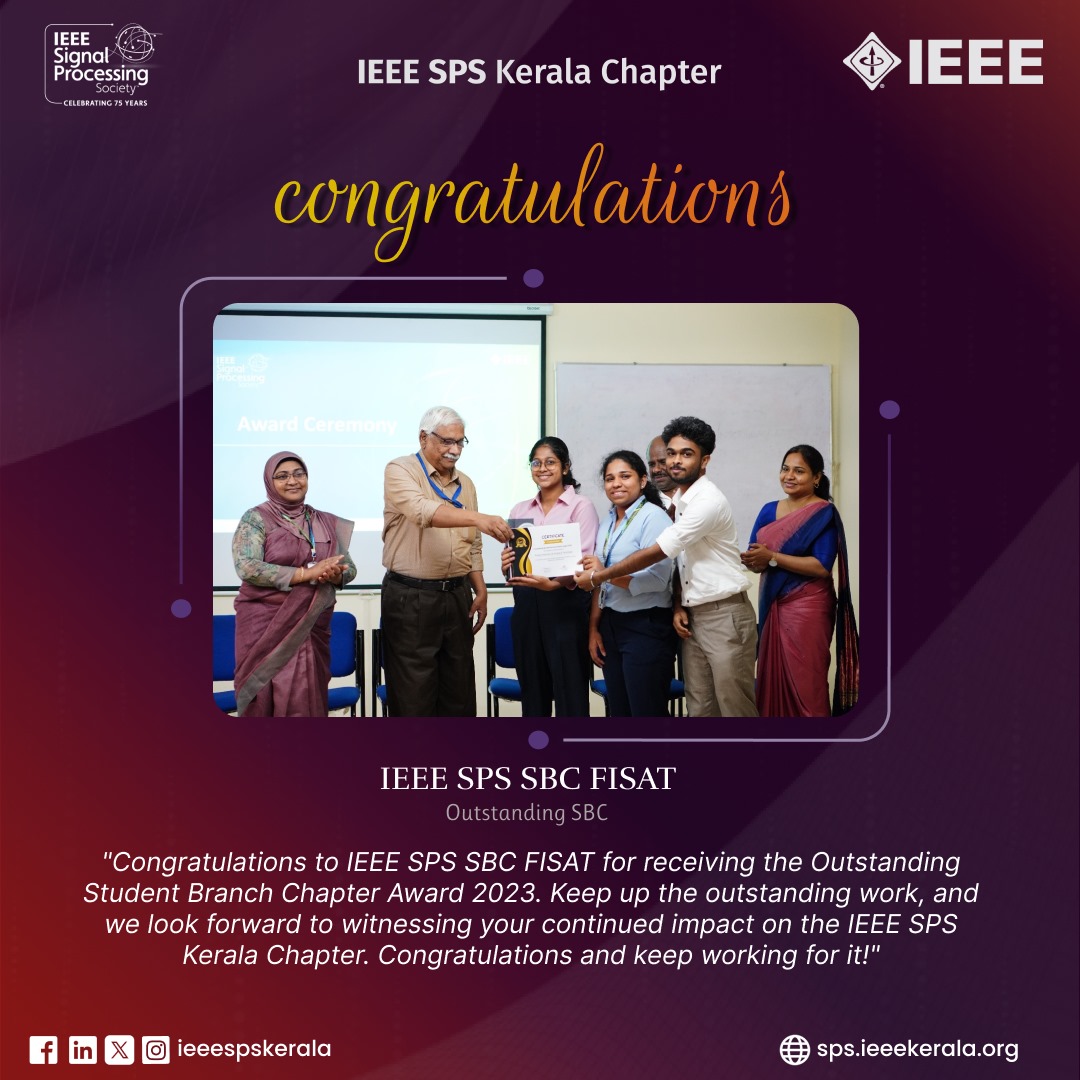 IEEE
Signal
Processing
Society
CELEBRATING 75 YEARS
IEEE SPS Kerala Chapter
IEEE
congratulations
IEEE
Signal
Processing
Society
Award Ceremony
CERTIFICATE
IEEE SPS SBC FISAT
Outstanding SBC
"Congratulations to IEEE SPS SBC FISAT for receiving the Outstanding
Student Branch Chapter Award 2023. Keep up the outstanding work, and
we look forward to witnessing your continued impact on the IEEE SPS
Kerala Chapter. Congratulations and keep working for it!"
ieeespskerala
sps.ieeekerala.org